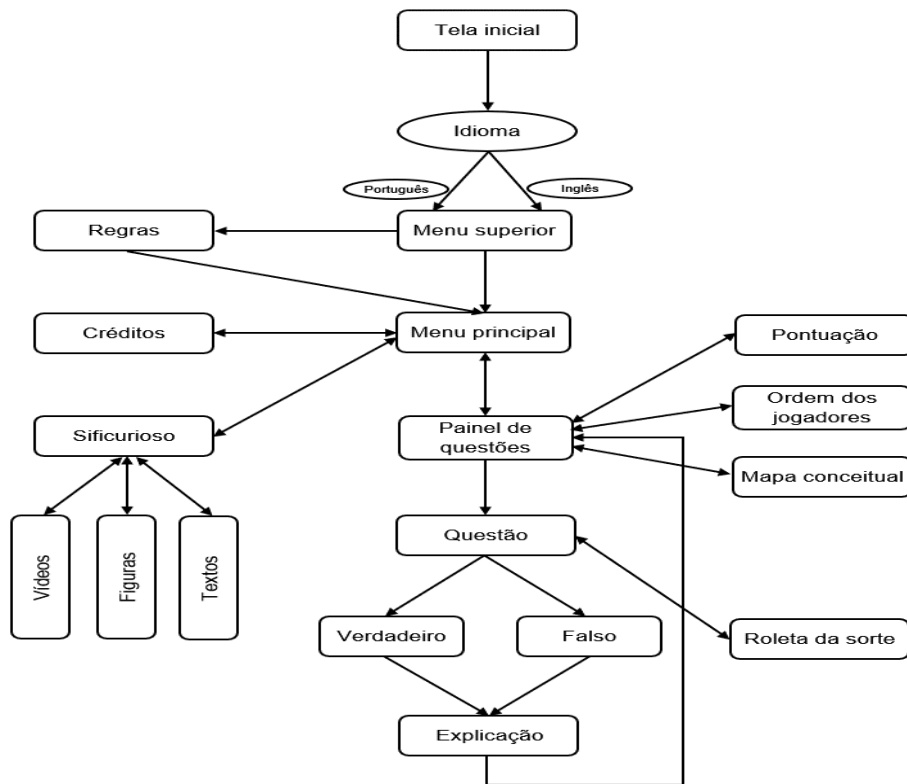 Tela inicial
Idioma
Português
Inglês
Regras
Menu superior
Créditos
Menu principal
Pontuação
Ordem dos
jogadores
Sificurioso
Painel de
questões
Mapa conceitual
Vídeos
Figuras
Textos
Questão
Verdadeiro
Falso
Roleta da sorte
Explicação